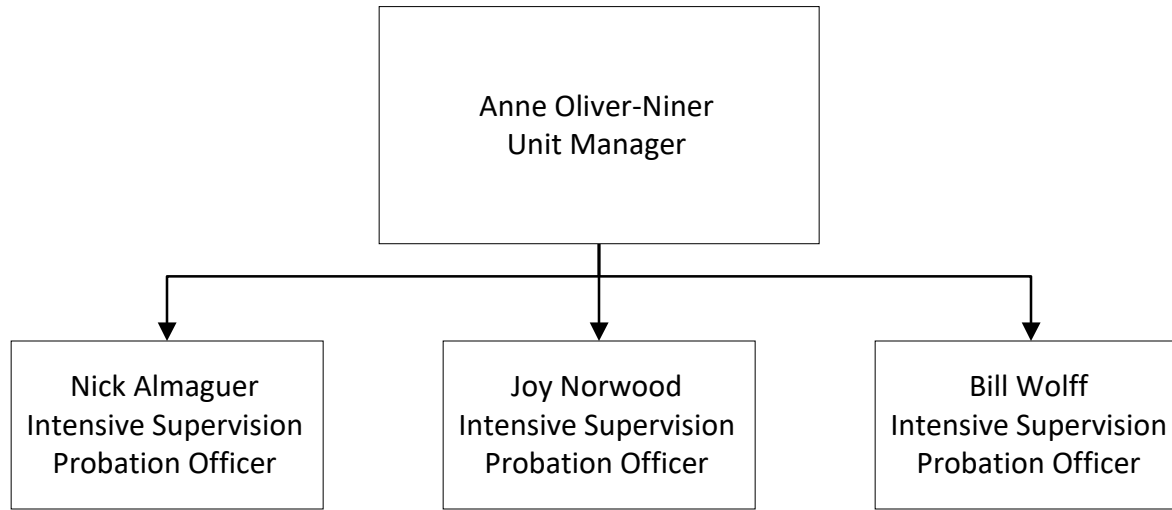 Anne Oliver-Niner
Unit Manager
Nick Almaguer
Intensive Supervision
Probation Officer
Joy Norwood
Intensive Supervision
Probation Officer
Bill Wolff
Intensive Supervision
Probation Officer